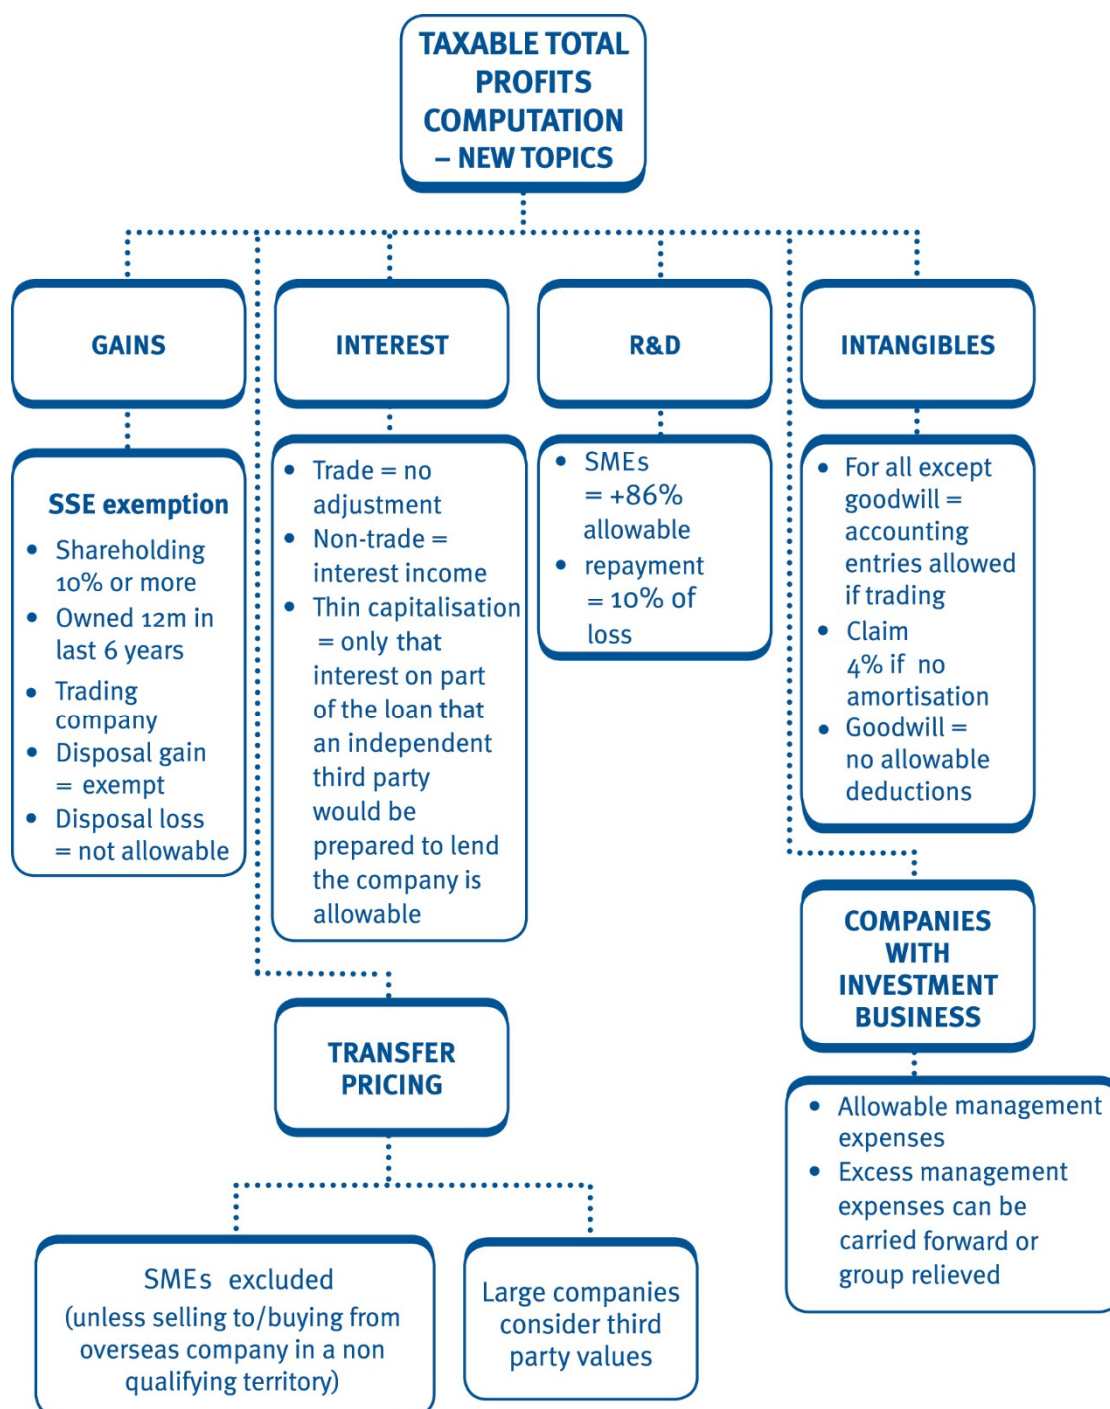 TAXABLE TOTAL
PROFITS
COMPUTATION
– NEW TOPICS
GAINS
INTEREST
R&D
INTANGIBLES
SSE exemption
• Shareholding
10% or more
• Owned 12m in
last 6 years
• Trading
company
• Disposal gain
= exempt
• Disposal loss
= not allowable
• Trade = no
adjustment
• Non-trade =
interest income
• Thin capitalisation
= only that
interest on part
of the loan that
an independent
third party
would be
prepared to lend
the company is
allowable
• SMEs
= +86%
allowable
• repayment
= 10% of
loss
• For all except
goodwill =
accounting
entries allowed
if trading
• Claim
4% if no
amortisation
• Goodwill =
no allowable
deductions
TRANSFER
PRICING
COMPANIES
WITH
INVESTMENT
BUSINESS
• Allowable management
expenses
• Excess management
expenses can be
carried forward or
group relieved
SMEs excluded
(unless selling to/buying from
overseas company in a non
qualifying territory)
Large companies
consider third
party values